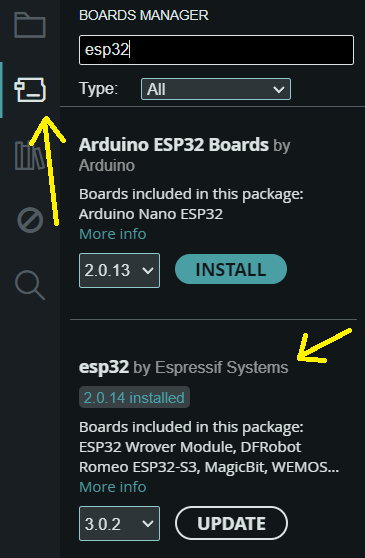 BOARDS MANAGER
esp32
Type:
All
Arduino ESP32 Boards by
Arduino
Boards included in this package:
Arduino Nano ESP32
More info
2.0.13
INSTALL
esp32 by Espressif Systems
2.0.14 installed
Boards included in this package:
ESP32 Wrover Module, DFRobot
Romeo ESP32-S3, MagicBit, WEMOS...
More info
3.0.2
UPDATE